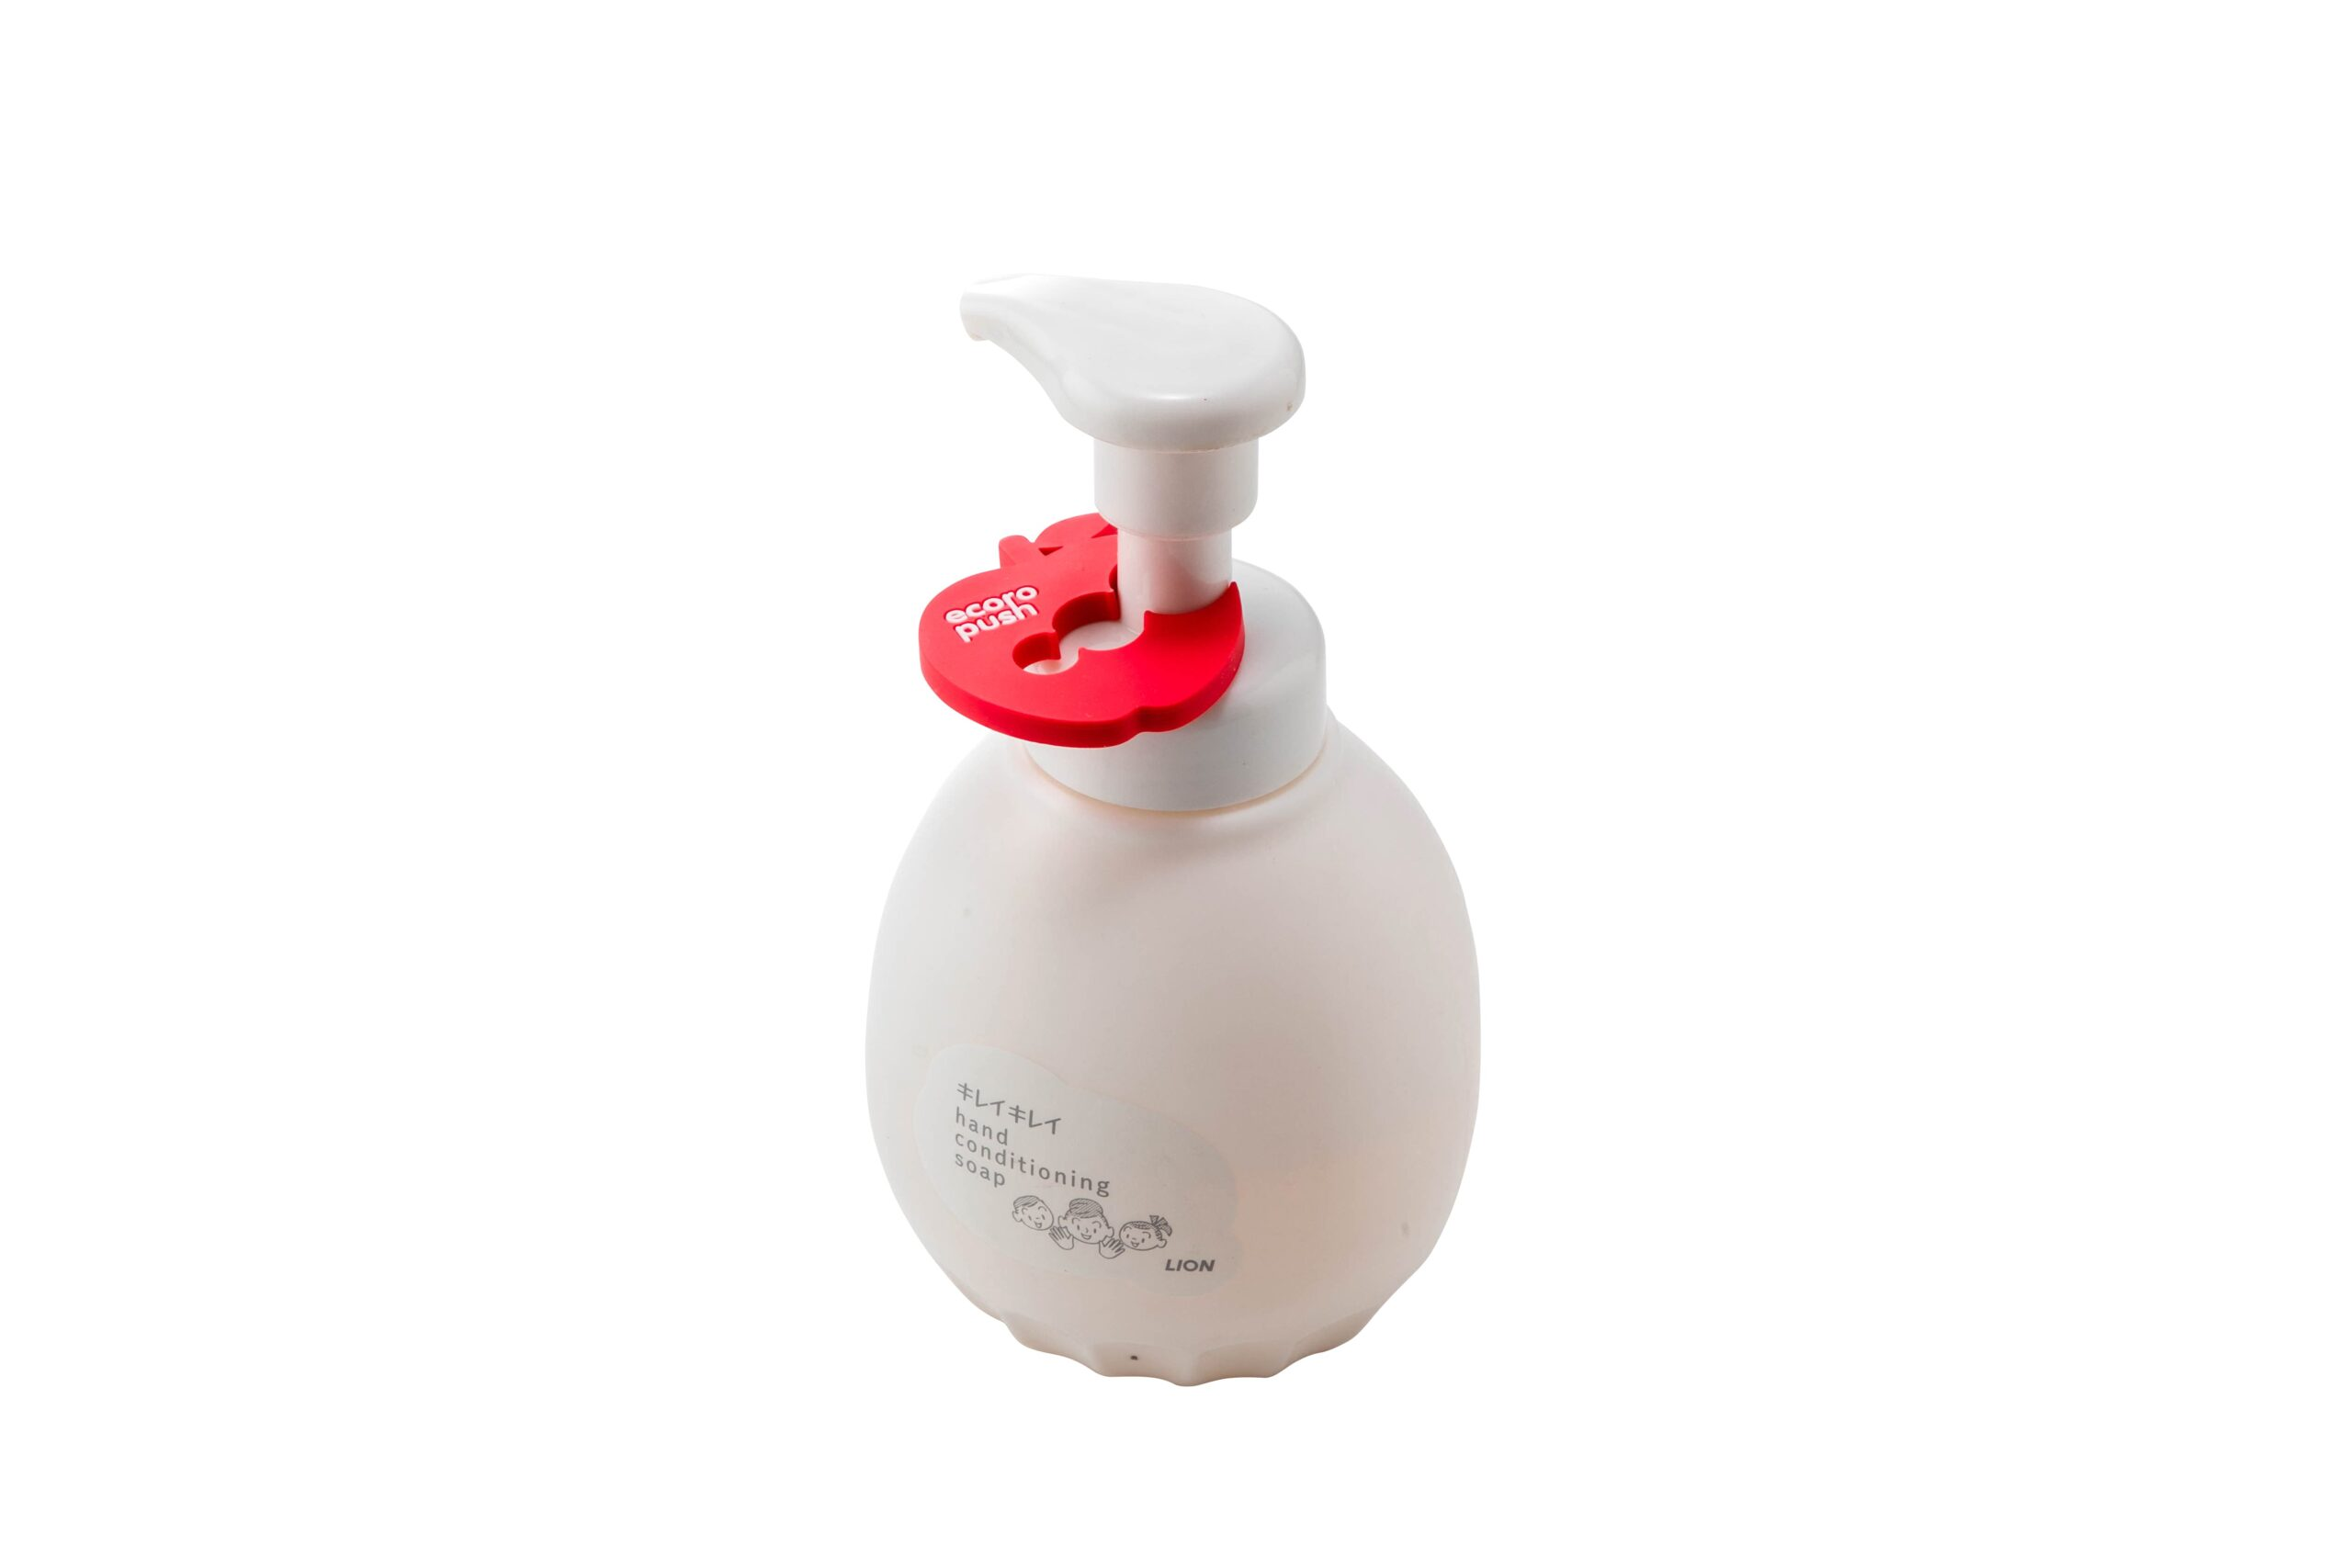 ecoro
push
キレイキレイ
hand
conditioning
soap
LION